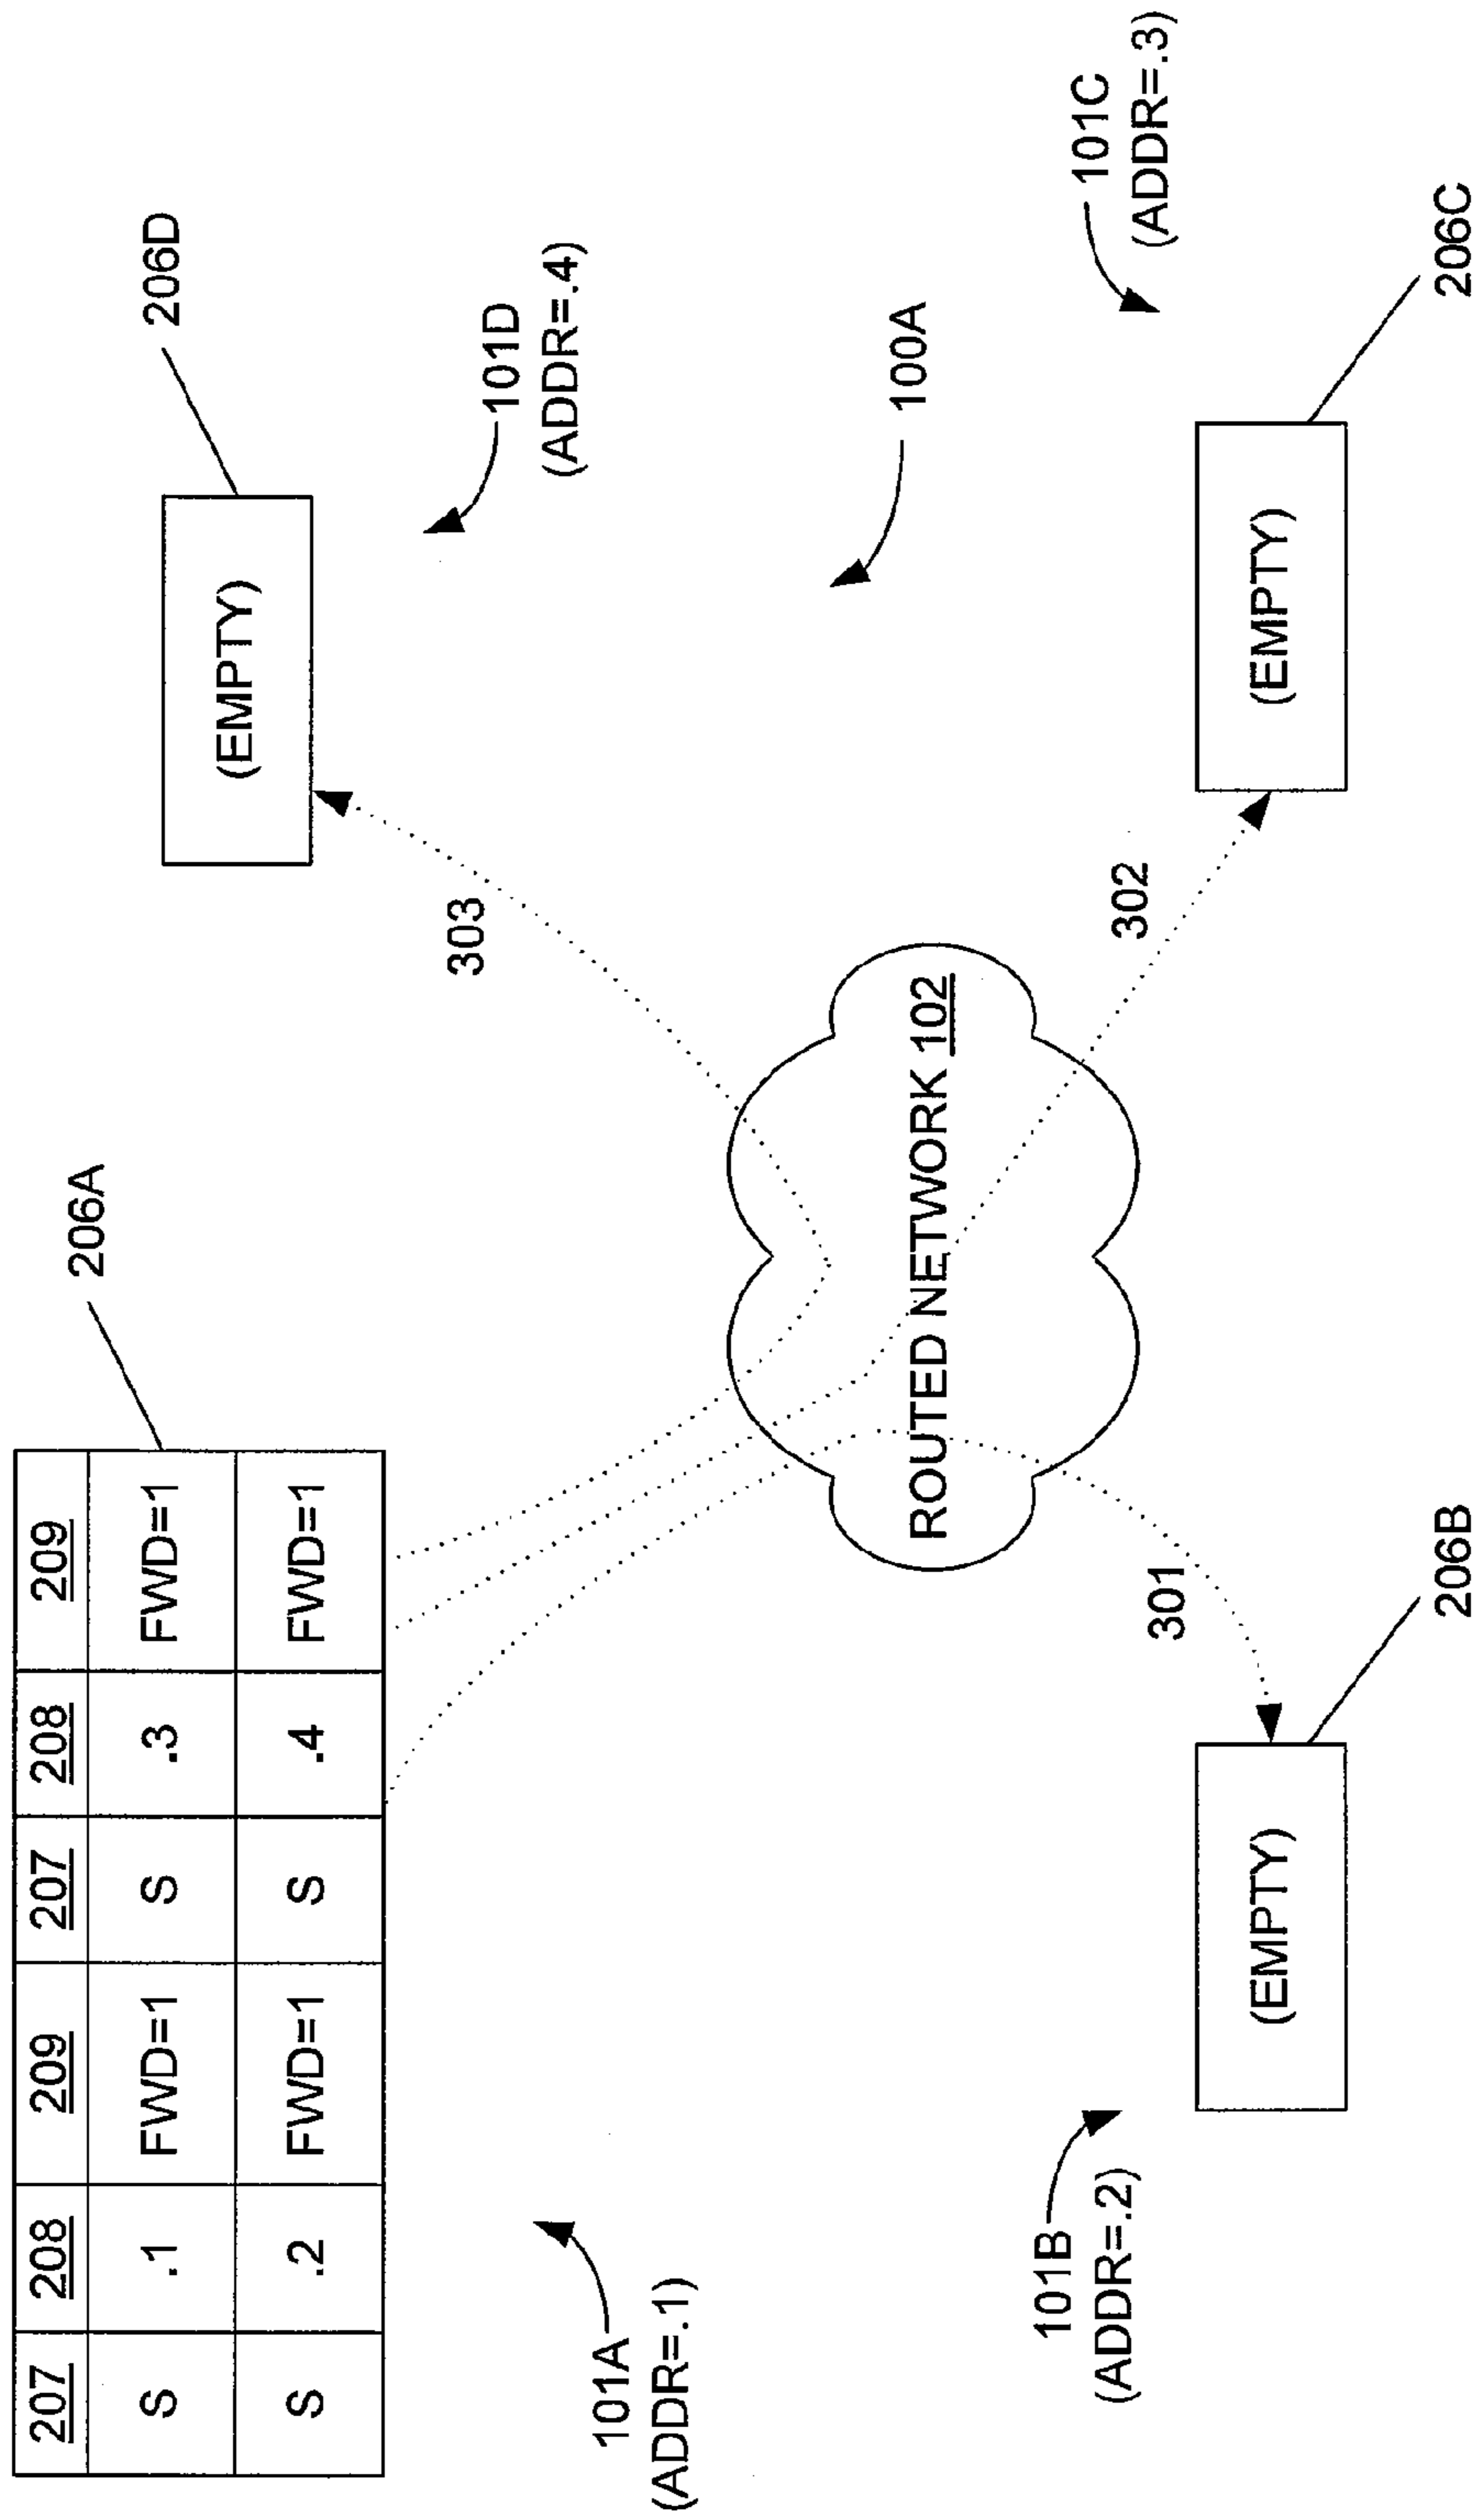 207 208 209 207 208 209
S .1 FWD=1 S .3 FWD=1
S .2 FWD=1 S .4 FWD=1
206A
206D
(EMPTY)
101A
(ADDR=.1)
303
101D
(ADDR=.4)
ROUTED NETWORK 102
100A
101B
(ADDR=.2)
301
302
101C
(ADDR=.3)
(EMPTY)
(EMPTY)
206B
206C